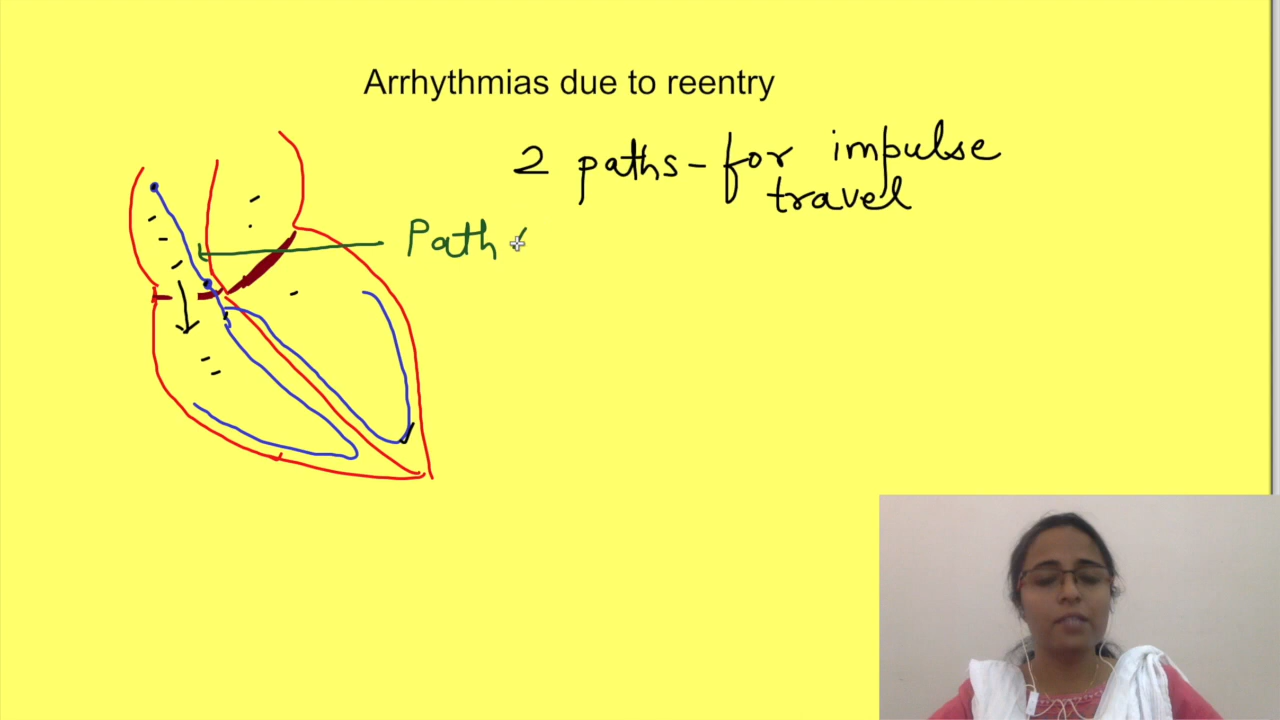 Arrhythmias due to reentry
2 paths - for impulse
travel
Path